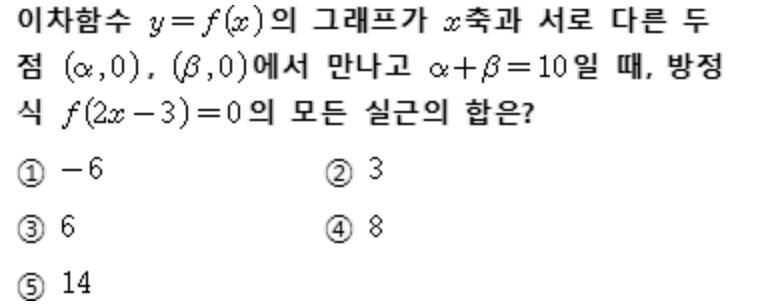 이차함수 y=f(x)의 그래프가 x축과 서로 다른 두
점 (α,0), (β,0)에서 만나고 α+β=10일 때, 방정
식 f(2x-3)=0의 모든 실근의 합은?
① -6 ② 3
③ 6 ④ 8
⑤ 14